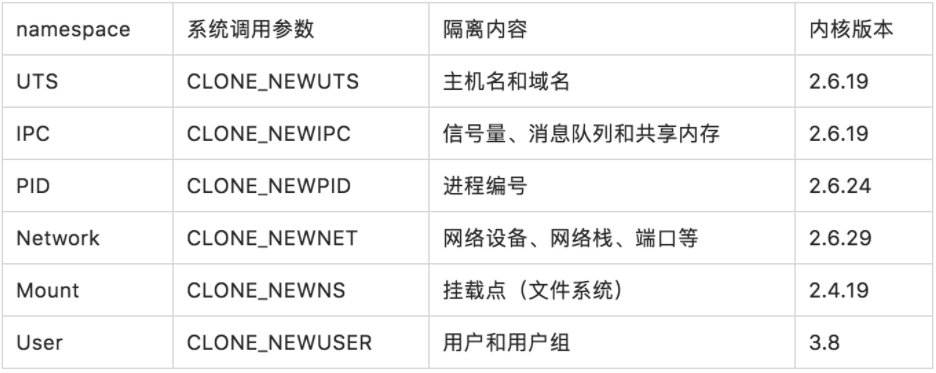 namespace 系统调用参数 隔离内容 内核版本
UTS CLONE_NEWUTS 主机名和域名 2.6.19
IPC CLONE_NEWIPC 信号量、消息队列和共享内存 2.6.19
PID CLONE_NEWPID 进程编号 2.6.24
Network CLONE_NEWNET 网络设备、网络栈、端口等 2.6.29
Mount CLONE_NEWNS 挂载点（文件系统） 2.4.19
User CLONE_NEWUSER 用户和用户组 3.8